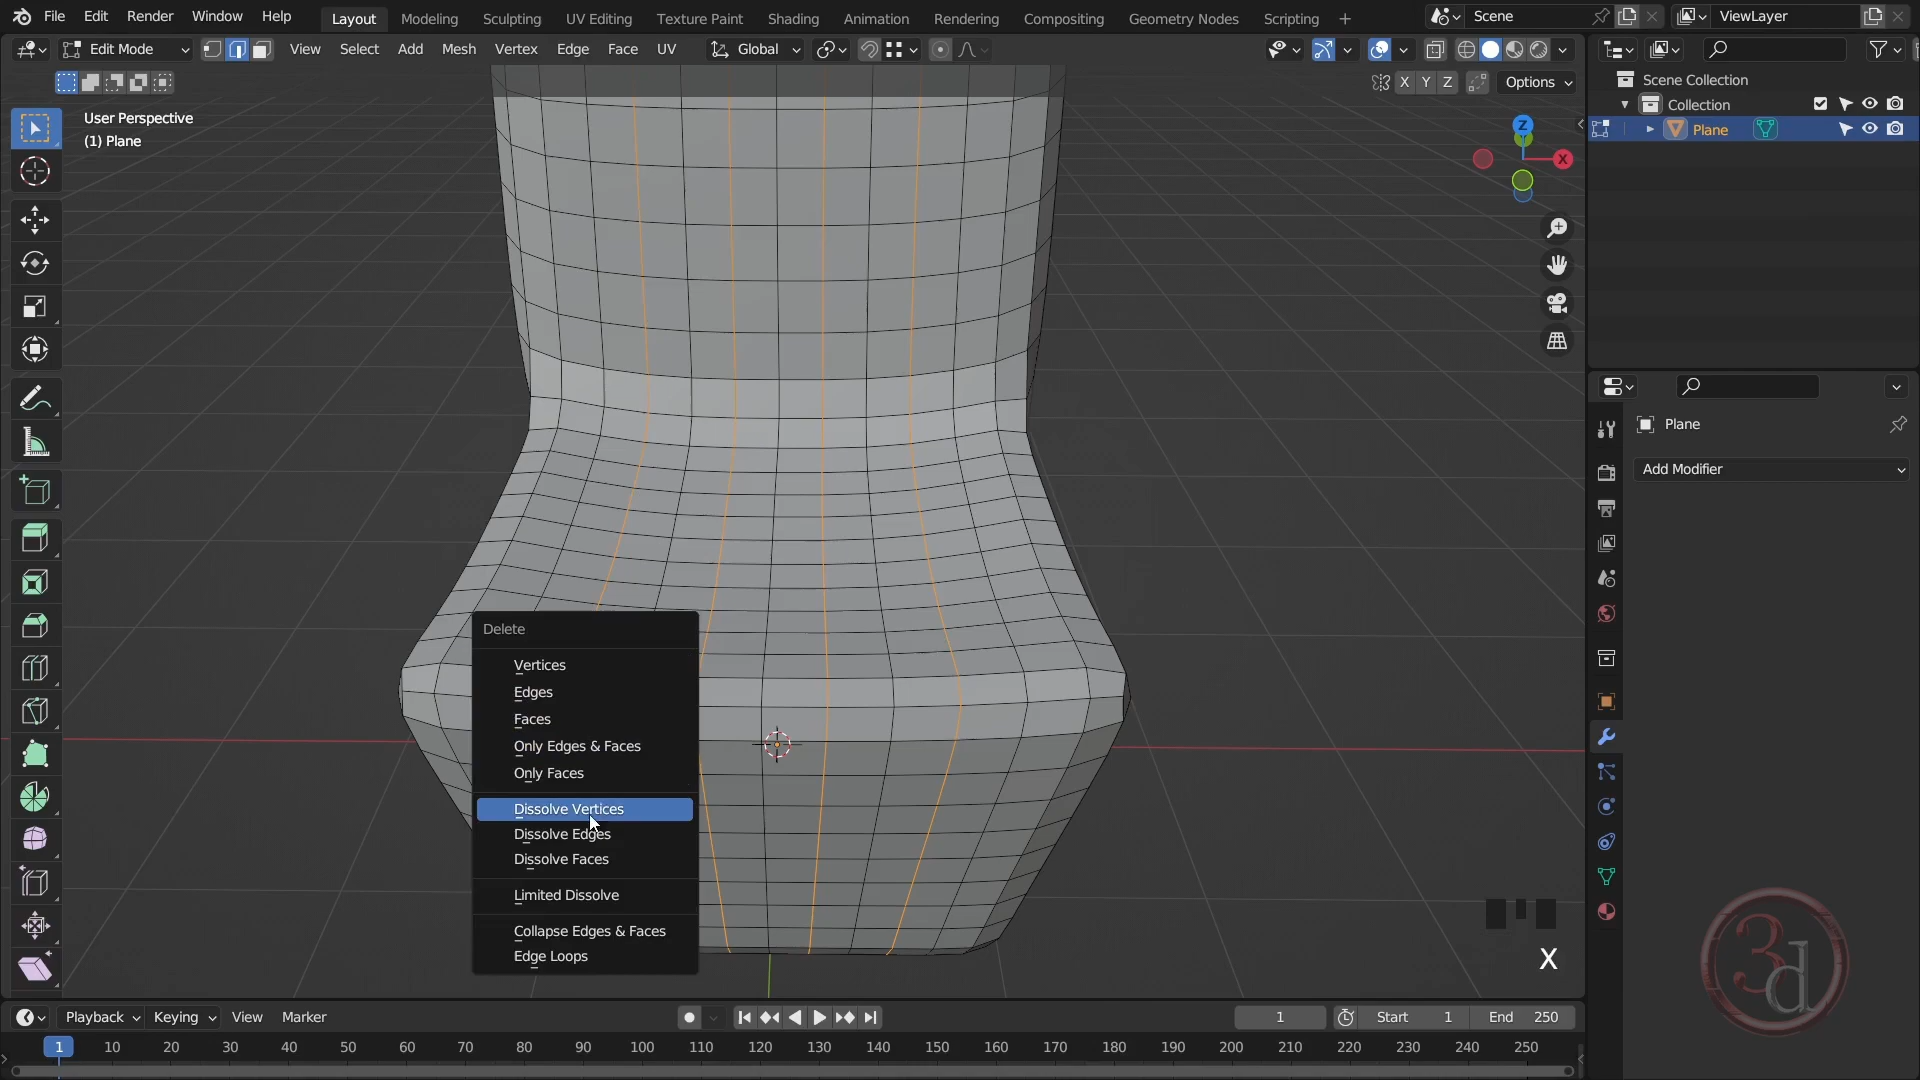 File Edit Render Window Help Layout Modeling Sculpting UV Editing Texture Paint Shading Animation Rendering Compositing Geometry Nodes Scripting + Scene ViewLayer
Edit Mode View Select Add Mesh Vertex Edge Face UV Global
X Y Z Options
User Perspective
(1) Plane
Z
X
Scene Collection
Collection
Plane
Plane
Add Modifier
Delete
Vertices
Edges
Faces
Only Edges & Faces
Only Faces
Dissolve Vertices
Dissolve Edges
Dissolve Faces
Limited Dissolve
Collapse Edges & Faces
Edge Loops
X
3d
Playback Keying View Marker 1 Start 1 End 250
1 10 20 30 40 50 60 70 80 90 100 110 120 130 140 150 160 170 180 190 200 210 220 230 240 250